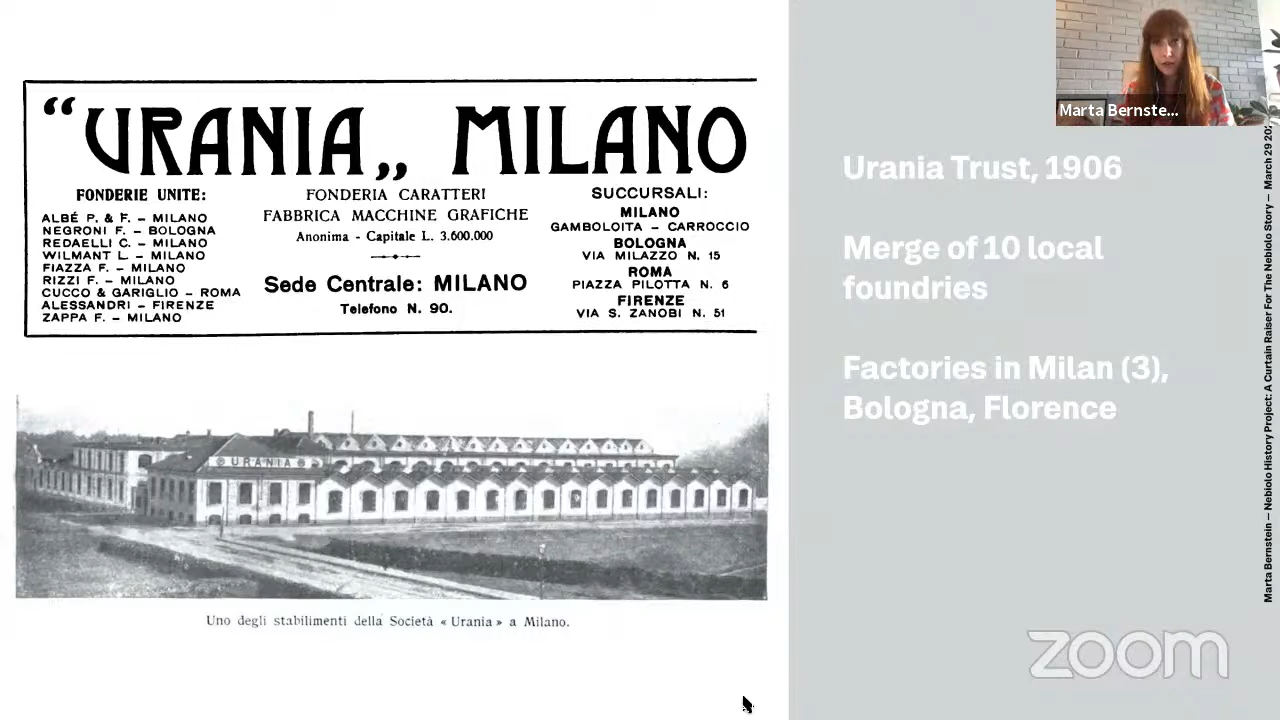 “URANIA„ MILANO
FONDERIE UNITE:
ALBÉ P. & F. – MILANO
NEGRONI F. – BOLOGNA
REDAELLI C. – MILANO
WILMANT L. – MILANO
FIAZZA F. – MILANO
RIZZI F. – MILANO
CUCCO & GARIGLIO – ROMA
ALESSANDRI – FIRENZE
ZAPPA F. – MILANO
FONDERIA CARATTERI
FABBRICA MACCHINE GRAFICHE
Anonima - Capitale L. 3.600.000
Sede Centrale: MILANO
Telefono N. 90.
SUCCURSALI:
MILANO
GAMBOLOITA – CARROCCIO
BOLOGNA
VIA MILAZZO N. 15
ROMA
PIAZZA PILOTTA N. 6
FIRENZE
VIA S. ZANOBI N. 51
URANIA
Uno degli stabilimenti della Società « Urania » a Milano.
Marta Bernste...
Urania Trust, 1906
Merge of 10 local
foundries
Factories in Milan (3),
Bologna, Florence
Marta Bernstein — Nebiolo History Project: A Curtain Raiser For The Nebiolo Story — March 29
zoom